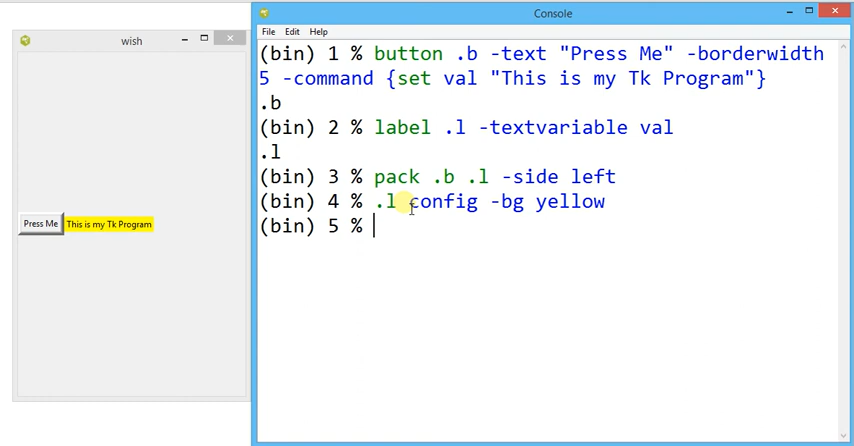 wish
Press Me This is my Tk Program
Console
File Edit Help
(bin) 1 % button .b -text "Press Me" -borderwidth
5 -command {set val "This is my Tk Program"}
.b
(bin) 2 % label .l -textvariable val
.l
(bin) 3 % pack .b .l -side left
(bin) 4 % .l config -bg yellow
(bin) 5 %